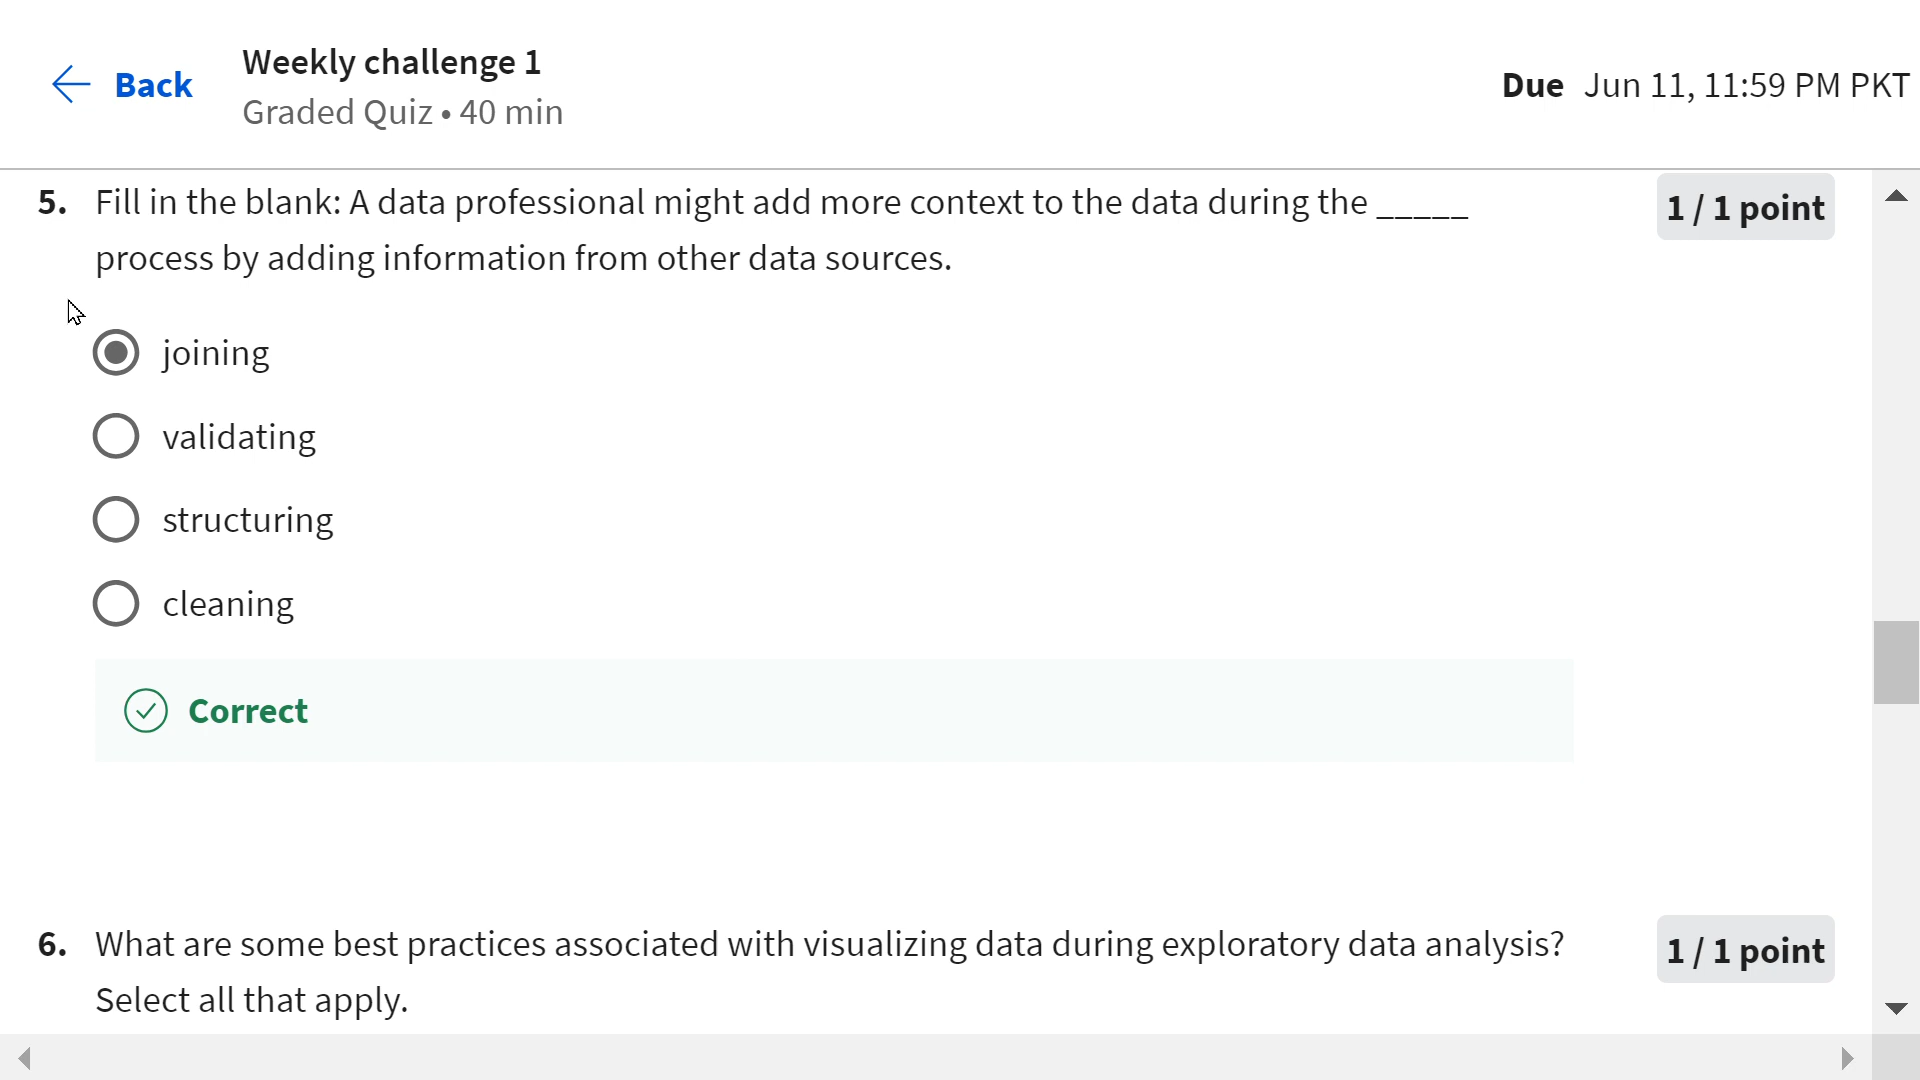 Back
Weekly challenge 1
Graded Quiz • 40 min
Due Jun 11, 11:59 PM PKT
5. Fill in the blank: A data professional might add more context to the data during the _____
process by adding information from other data sources.
1 / 1 point
joining
validating
structuring
cleaning
Correct
6. What are some best practices associated with visualizing data during exploratory data analysis?
Select all that apply.
1 / 1 point